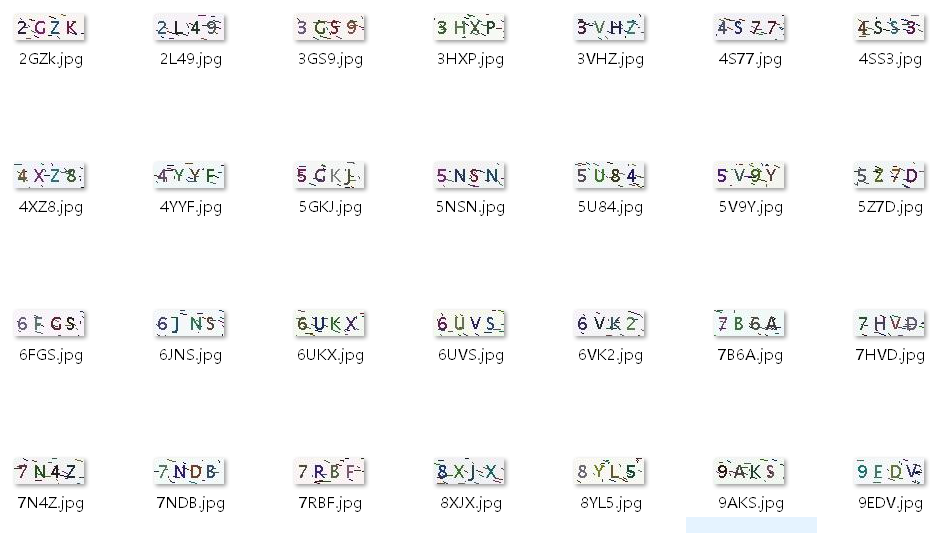 2GZK 2L49 3GS9 3HXP 3VHZ 4S77 4SS3
2GZk.jpg 2L49.jpg 3GS9.jpg 3HXP.jpg 3VHZ.jpg 4S77.jpg 4SS3.jpg
4XZ8 4YYF 5GKJ 5NSN 5U84 5V9Y 5Z7D
4XZ8.jpg 4YYF.jpg 5GKJ.jpg 5NSN.jpg 5U84.jpg 5V9Y.jpg 5Z7D.jpg
6FGS 6JNS 6UKX 6UVS 6VK2 7B6A 7HVD
6FGS.jpg 6JNS.jpg 6UKX.jpg 6UVS.jpg 6VK2.jpg 7B6A.jpg 7HVD.jpg
7N4Z 7NDB 7RBF 8XJX 8YL5 9AKS 9EDV
7N4Z.jpg 7NDB.jpg 7RBF.jpg 8XJX.jpg 8YL5.jpg 9AKS.jpg 9EDV.jpg